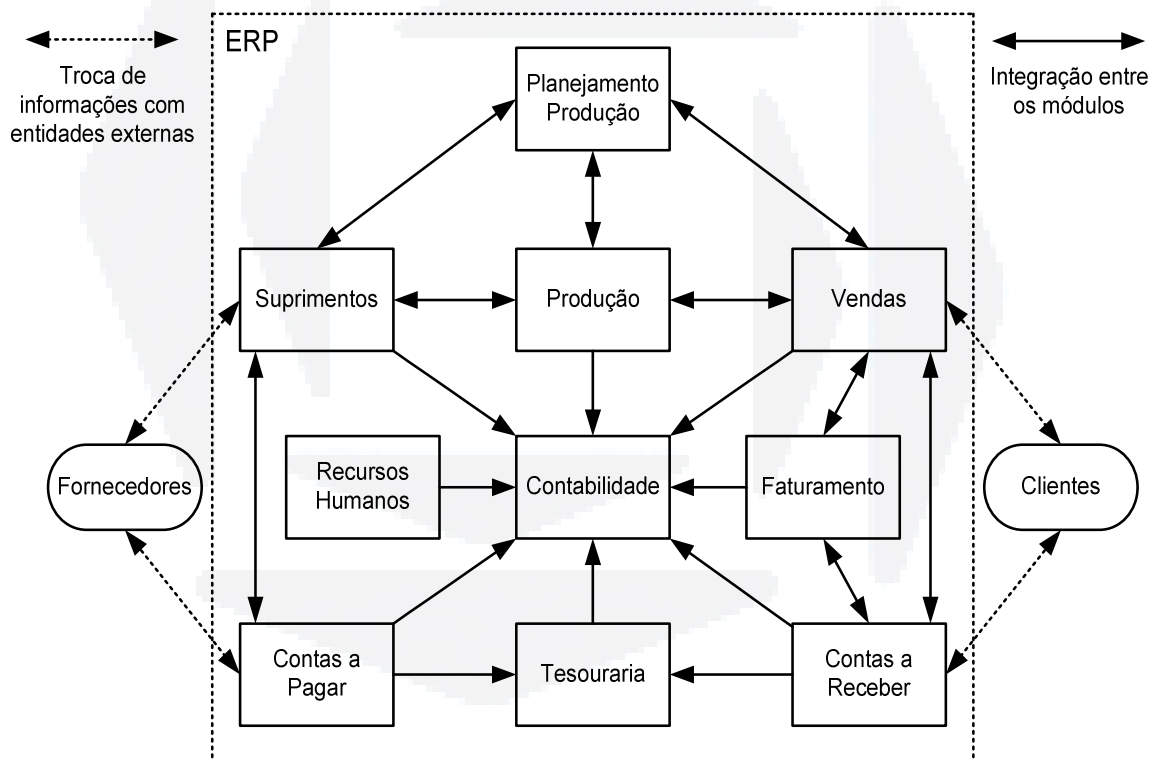 ERP
Troca de
informações com
entidades externas
Integração entre
os módulos
Planejamento
Produção
Suprimentos
Produção
Vendas
Fornecedores
Recursos
Humanos
Contabilidade
Faturamento
Clientes
Contas a
Pagar
Tesouraria
Contas a
Receber